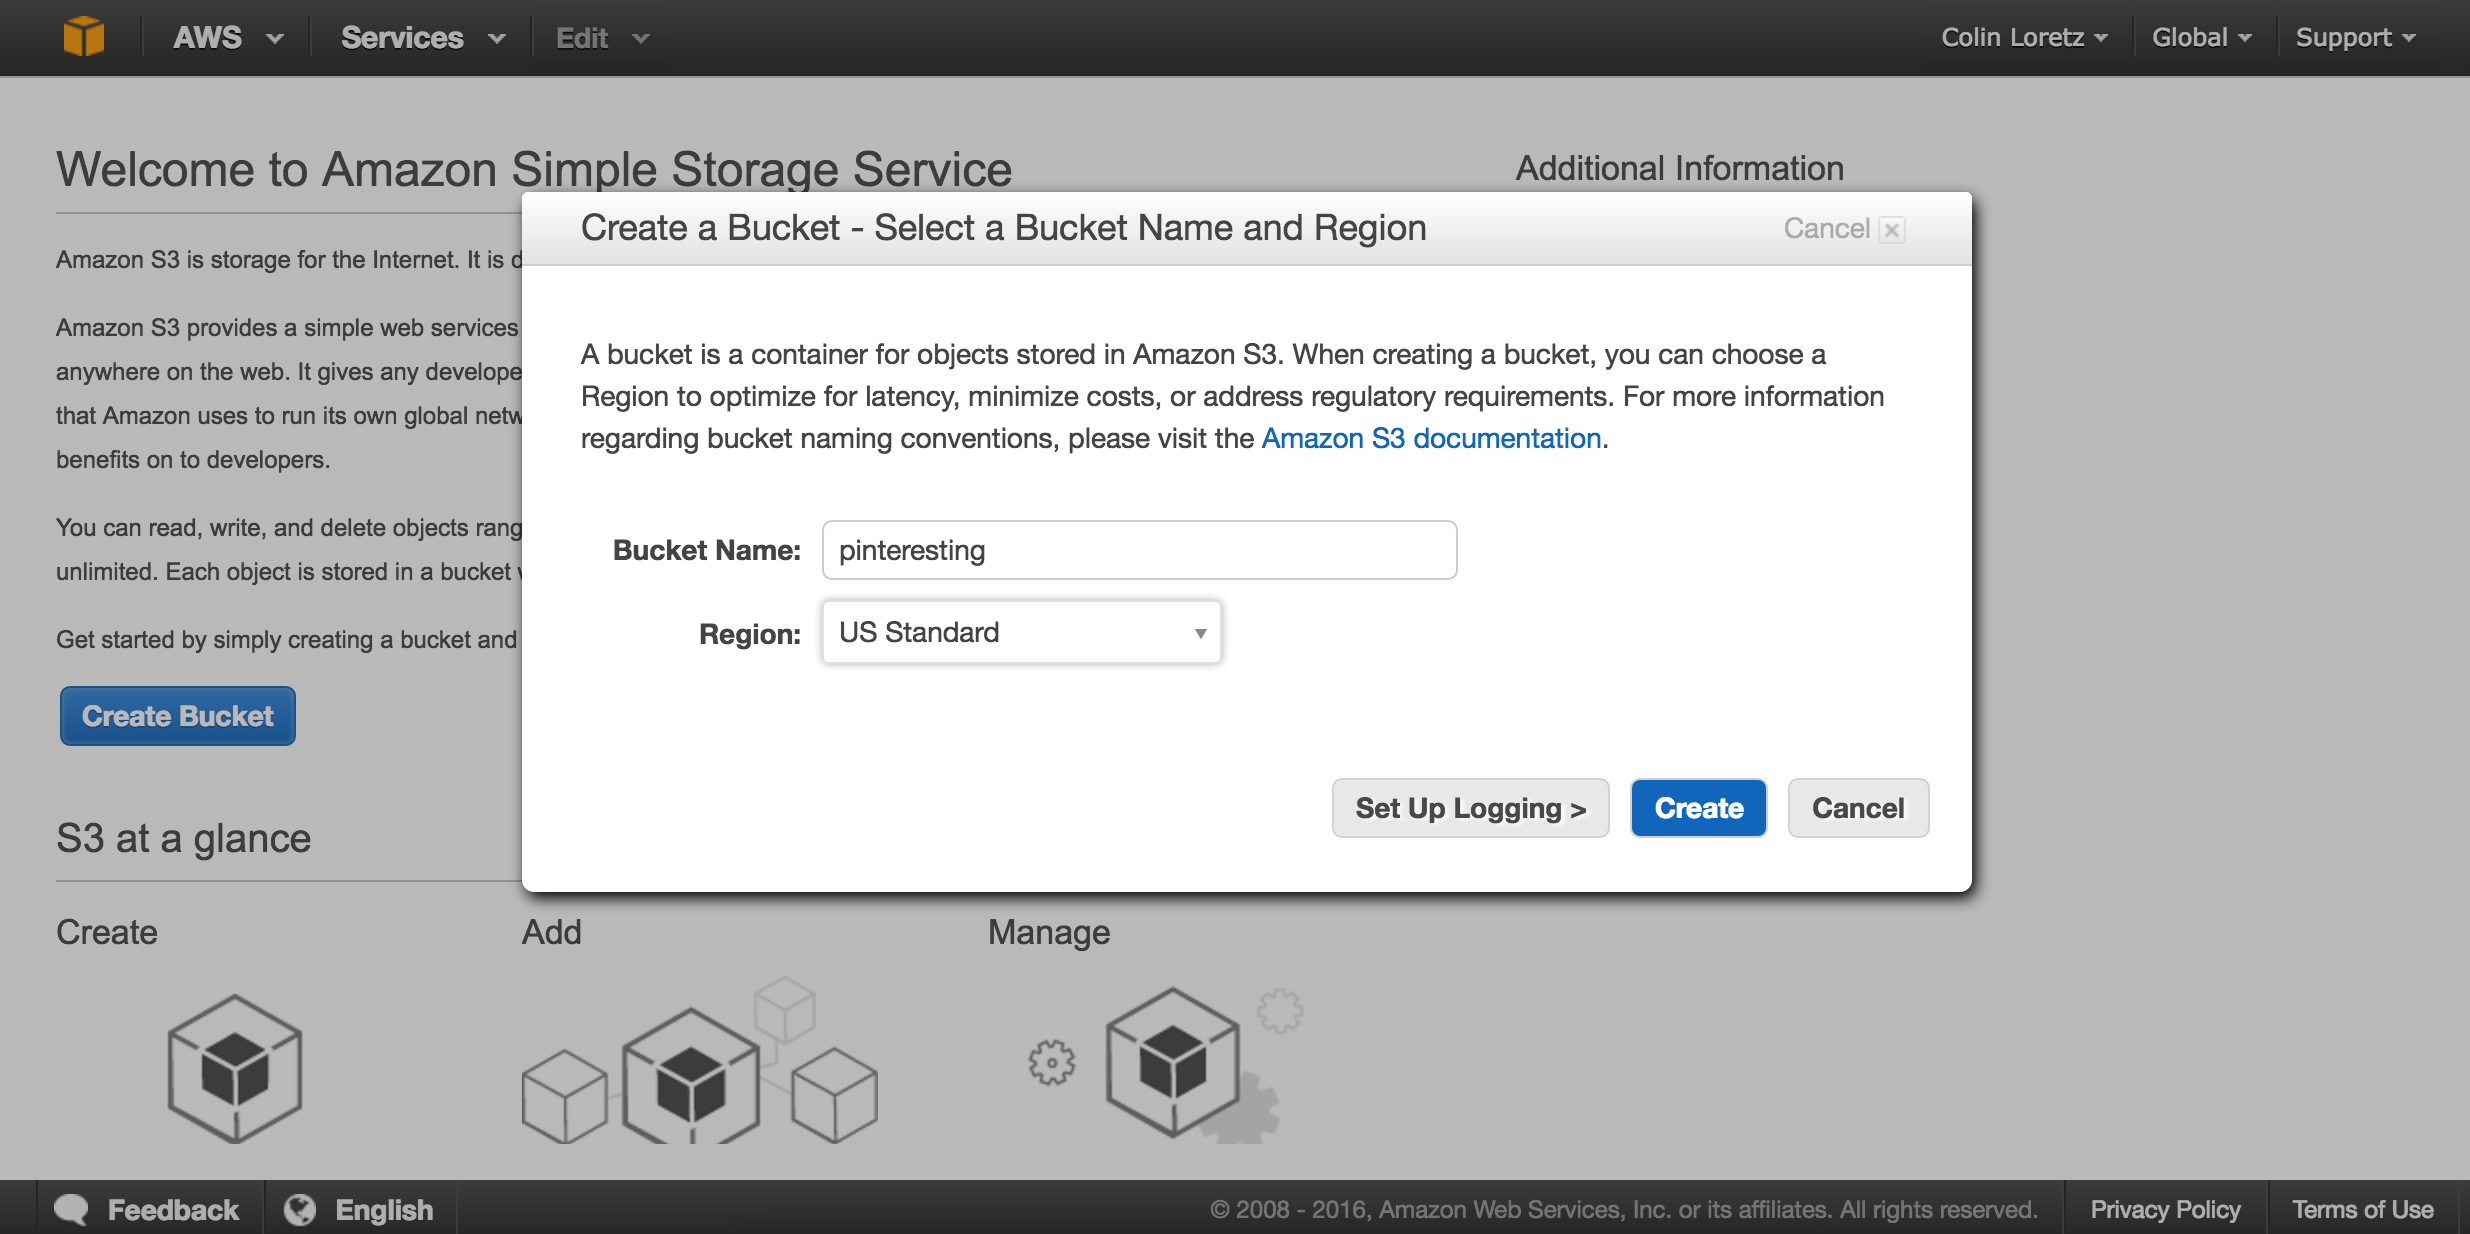 AWS Services Edit Colin Loretz Global Support
Welcome to Amazon Simple Storage Service
Additional Information
Create a Bucket - Select a Bucket Name and Region
Cancel
Amazon S3 is storage for the Internet. It is
Amazon S3 provides a simple web services
anywhere on the web. It gives any
that Amazon uses to run its own global
benefits on to developers.
You can read, write, and delete objects
unlimited. Each object is stored in a bucket
Get started by simply creating a bucket and
Create Bucket
A bucket is a container for objects stored in Amazon S3. When creating a bucket, you can choose a
Region to optimize for latency, minimize costs, or address regulatory requirements. For more information
regarding bucket naming conventions, please visit the Amazon S3 documentation.
Bucket Name: pinteresting
Region: US Standard
Set Up Logging > Create Cancel
S3 at a glance
Create Add Manage
Feedback English © 2008 - 2016, Amazon Web Services, Inc. or its affiliates. All rights reserved. Privacy Policy Terms of Use